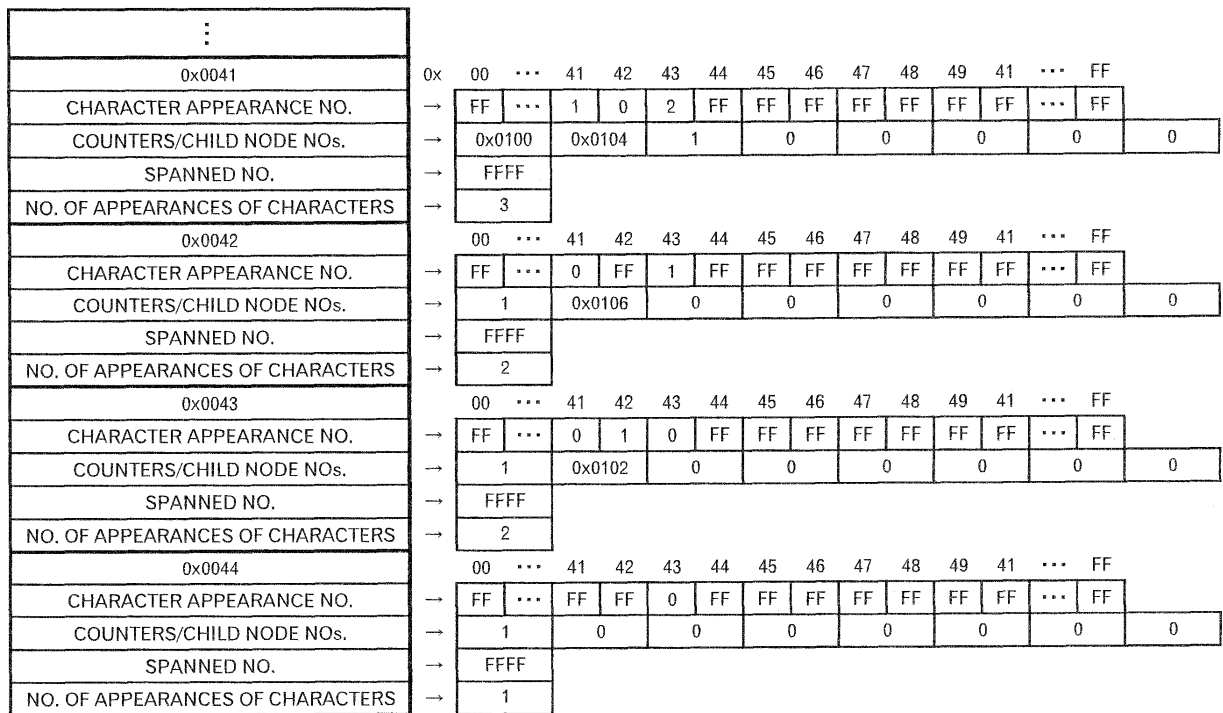 ⋮
0x0041 0x 00 ··· 41 42 43 44 45 46 47 48 49 41 ··· FF
CHARACTER APPEARANCE NO. → FF ··· 1 0 2 FF FF FF FF FF FF FF ··· FF
COUNTERS/CHILD NODE NOs. → 0x0100 0x0104 1 0 0 0 0 0
SPANNED NO. → FFFF
NO. OF APPEARANCES OF CHARACTERS → 3
0x0042 00 ··· 41 42 43 44 45 46 47 48 49 41 ··· FF
CHARACTER APPEARANCE NO. → FF ··· 0 FF 1 FF FF FF FF FF FF FF ··· FF
COUNTERS/CHILD NODE NOs. → 1 0x0106 0 0 0 0 0 0
SPANNED NO. → FFFF
NO. OF APPEARANCES OF CHARACTERS → 2
0x0043 00 ··· 41 42 43 44 45 46 47 48 49 41 ··· FF
CHARACTER APPEARANCE NO. → FF ··· 0 1 0 FF FF FF FF FF FF FF ··· FF
COUNTERS/CHILD NODE NOs. → 1 0x0102 0 0 0 0 0 0
SPANNED NO. → FFFF
NO. OF APPEARANCES OF CHARACTERS → 2
0x0044 00 ··· 41 42 43 44 45 46 47 48 49 41 ··· FF
CHARACTER APPEARANCE NO. → FF ··· FF FF 0 FF FF FF FF FF FF FF ··· FF
COUNTERS/CHILD NODE NOs. → 1 0 0 0 0 0 0 0
SPANNED NO. → FFFF
NO. OF APPEARANCES OF CHARACTERS → 1